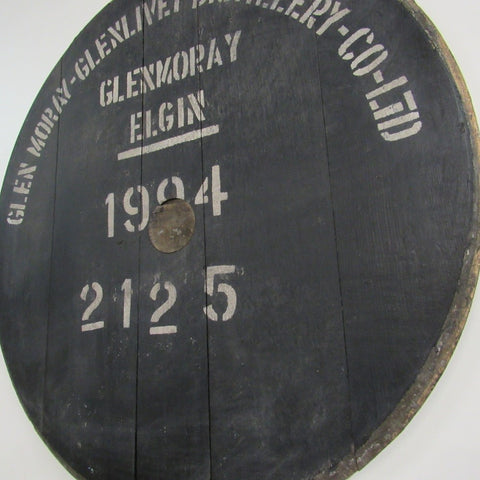 GLEN MORAY-GLENLIVET DISTILLERY-CO-LTD
GLENMORAY
ELGIN
1994
2125